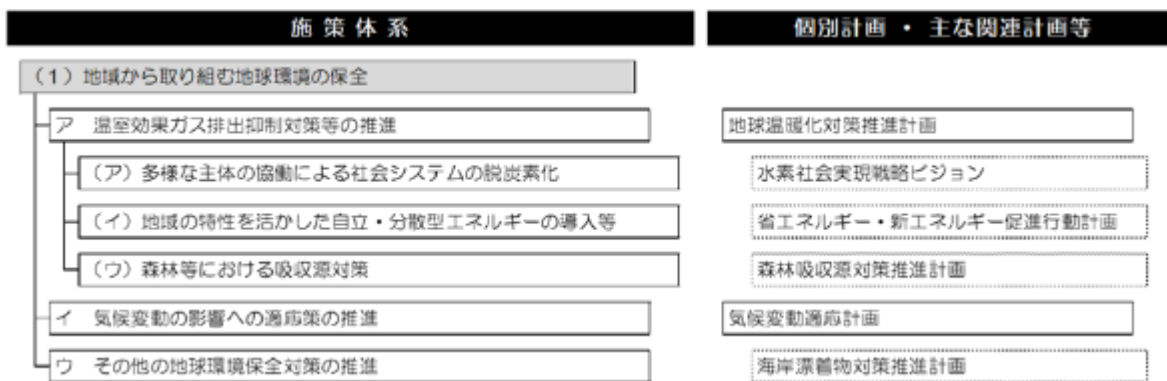 施策体系
個別計画 ・ 主な関連計画等
（１）地域から取り組む地球環境の保全
ア 温室効果ガス排出抑制対策等の推進
地球温暖化対策推進計画
（ア）多様な主体の協働による社会システムの脱炭素化
水素社会実現戦略ビジョン
（イ）地域の特性を活かした自立・分散型エネルギーの導入等
省エネルギー・新エネルギー促進行動計画
（ウ）森林等における吸収源対策
森林吸収源対策推進計画
イ 気候変動の影響への適応策の推進
気候変動適応計画
ウ その他の地球環境保全対策の推進
海岸漂着物対策推進計画